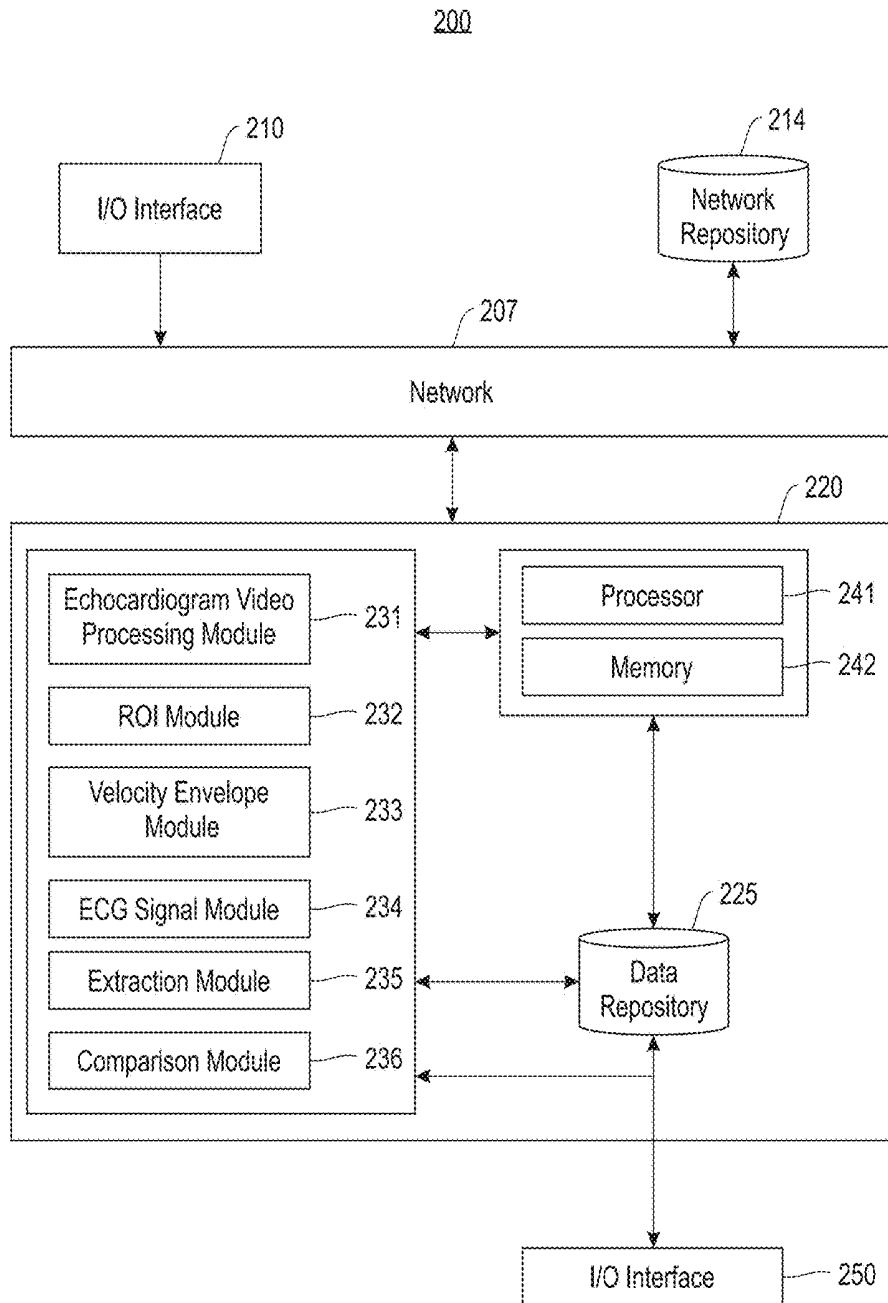 200
210
I/O Interface
214
Network
Repository
207
Network
220
Echocardiogram Video
Processing Module
231
ROI Module
232
Velocity Envelope
Module
233
ECG Signal Module
234
Extraction Module
235
Comparison Module
236
Processor
241
Memory
242
225
Data
Repository
I/O Interface
250